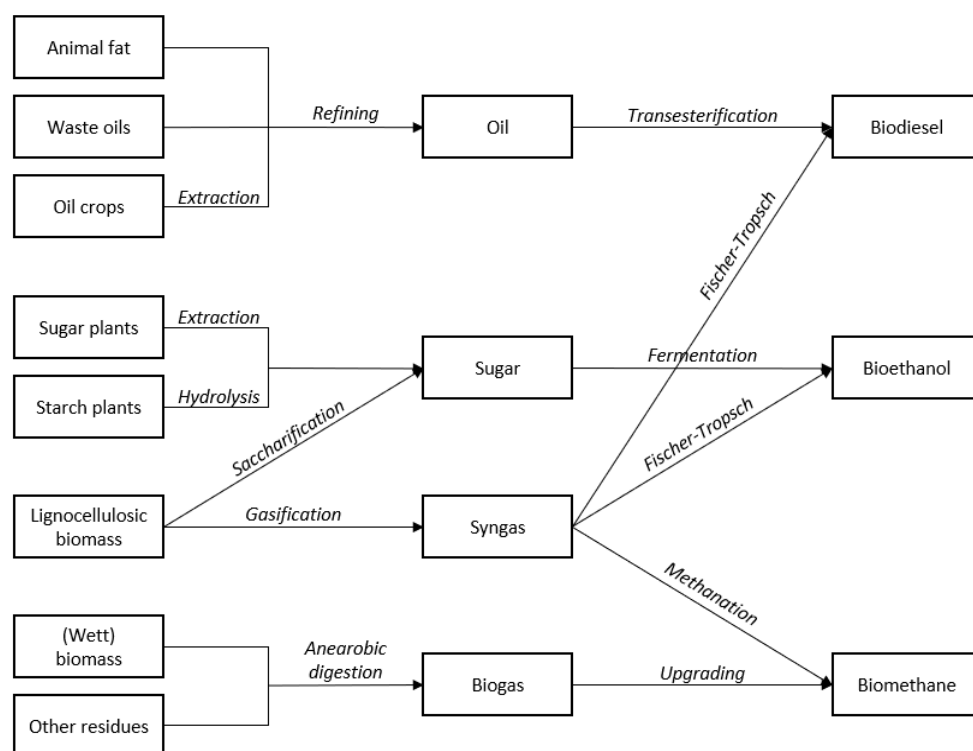 Animal fat
Waste oils
Refining
Oil
Transesterification
Biodiesel
Oil crops
Extraction
Fischer-Tropsch
Sugar plants
Extraction
Sugar
Fermentation
Bioethanol
Starch plants
Hydrolysis
Saccharification
Fischer-Tropsch
Lignocellulosic
biomass
Gasification
Syngas
Methanation
(Wett)
biomass
Anearobic
digestion
Biogas
Upgrading
Biomethane
Other residues